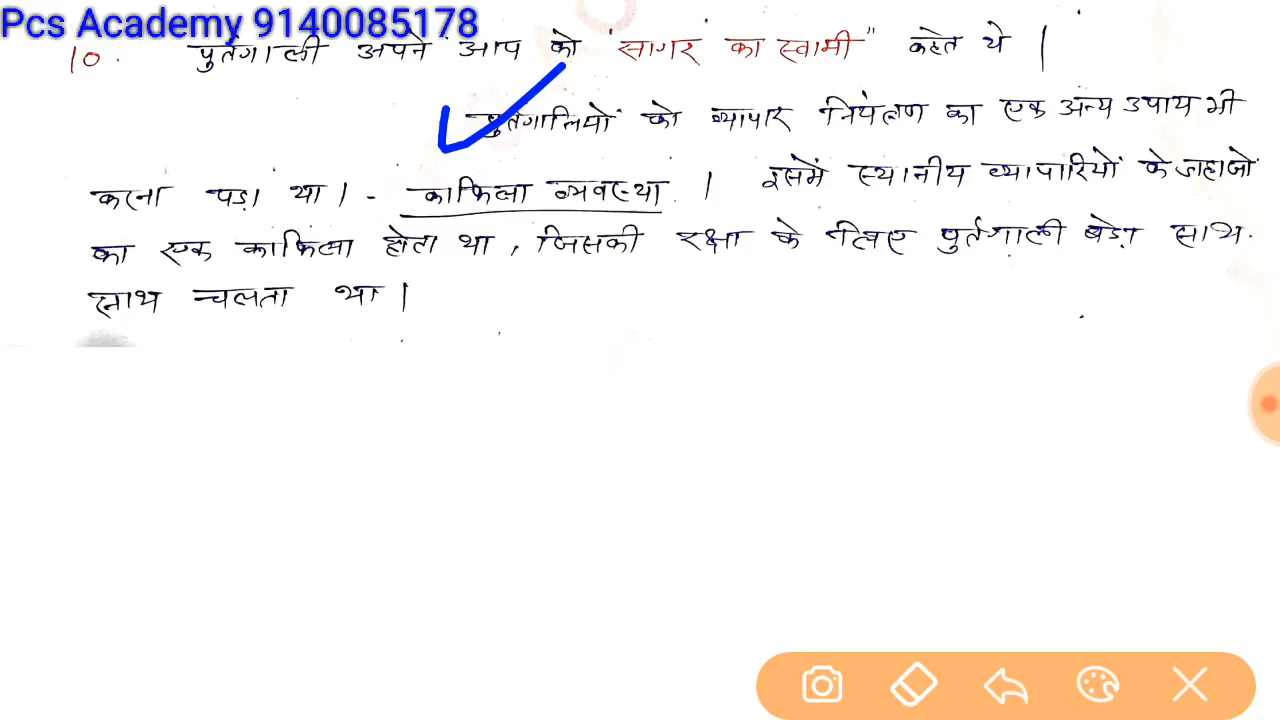 Pcs Academy 9140085178
10. पुर्तगाली अपने आप को "सागर का स्वामी" कहते थे |
पुर्तगालियों को व्यापार नियंत्रण का एक अन्य उपाय भी
करना पड़ा था | - काफिला व्यवस्था . | इसमें स्थानीय व्यापारियों के जहाजो
का एक काफिला होता था , जिसकी रक्षा के लिए पुर्तगाली बेड़ा साथ -
साथ चलता था |